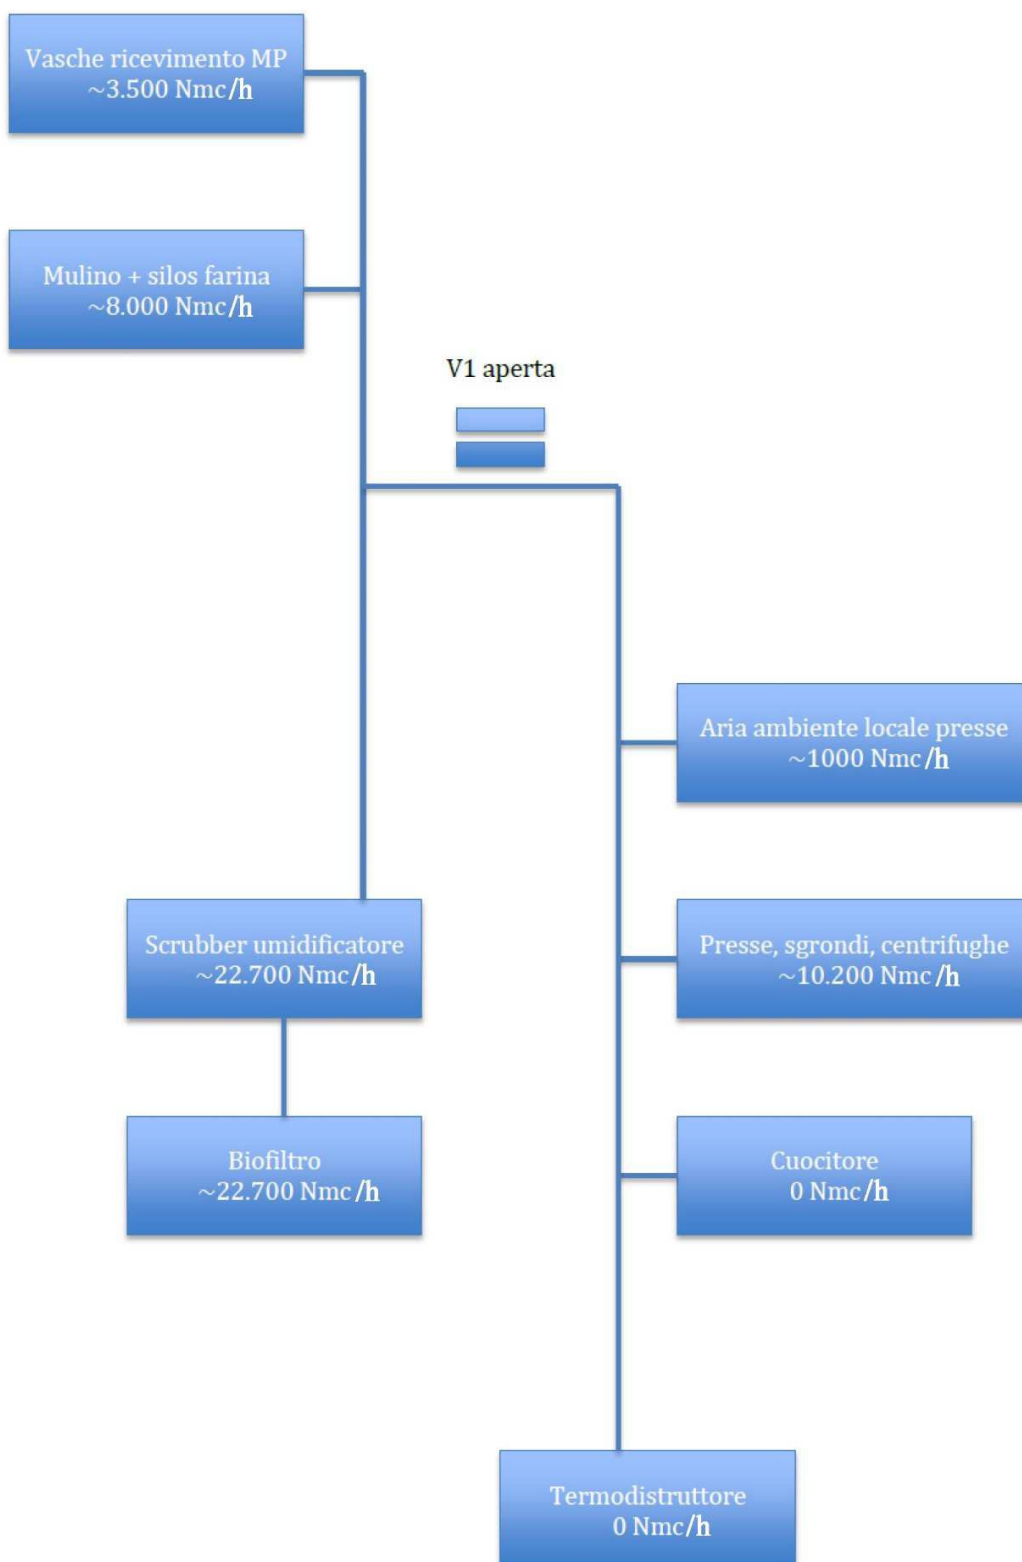 Vasche ricevimento MP
~3.500 Nmc/h
Mulino + silos farina
~8.000 Nmc/h
V1 aperta
Aria ambiente locale presse
~1000 Nmc/h
Scrubber umidificatore
~22.700 Nmc/h
Presse, sgrondi, centrifughe
~10.200 Nmc/h
Biofiltro
~22.700 Nmc/h
Cuocitore
0 Nmc/h
Termodistruttore
0 Nmc/h